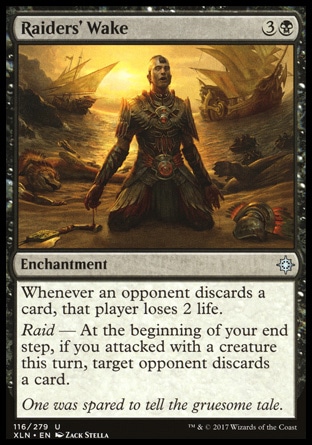 Raiders' Wake 3
Enchantment
Whenever an opponent discards a
card, that player loses 2 life.
Raid — At the beginning of your end
step, if you attacked with a creature
this turn, target opponent discards
a card.
One was spared to tell the gruesome tale.
116/279 U
XLN • EN Zack Stella
™ & © 2017 Wizards of the Coast